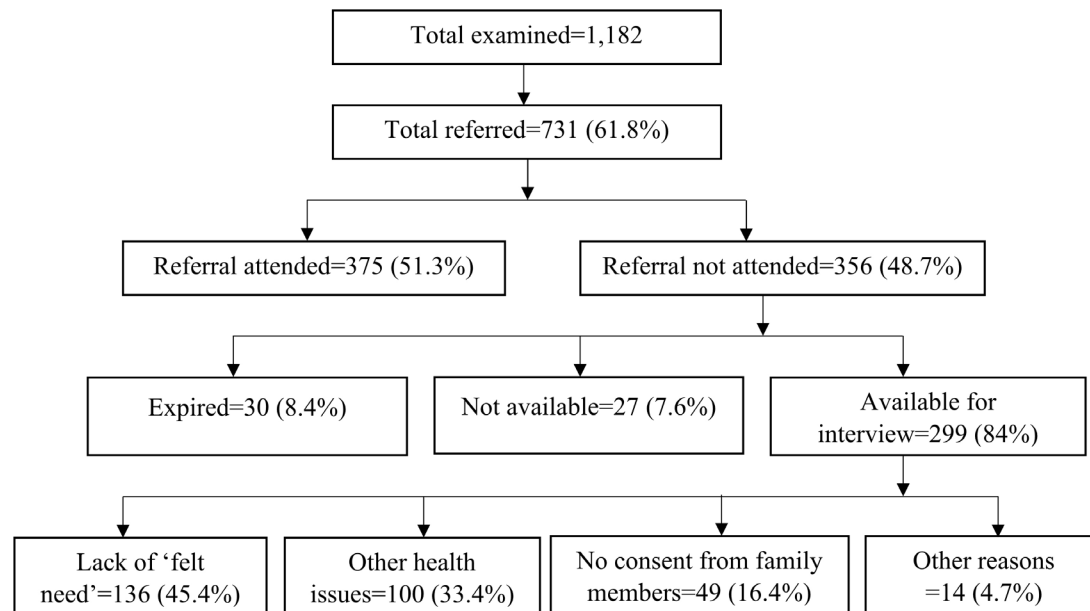 Total examined=1,182
Total referred=731 (61.8%)
Referral attended=375 (51.3%)
Referral not attended=356 (48.7%)
Expired=30 (8.4%)
Not available=27 (7.6%)
Available for
interview=299 (84%)
Lack of ‘felt
need’=136 (45.4%)
Other health
issues=100 (33.4%)
No consent from family
members=49 (16.4%)
Other reasons
=14 (4.7%)